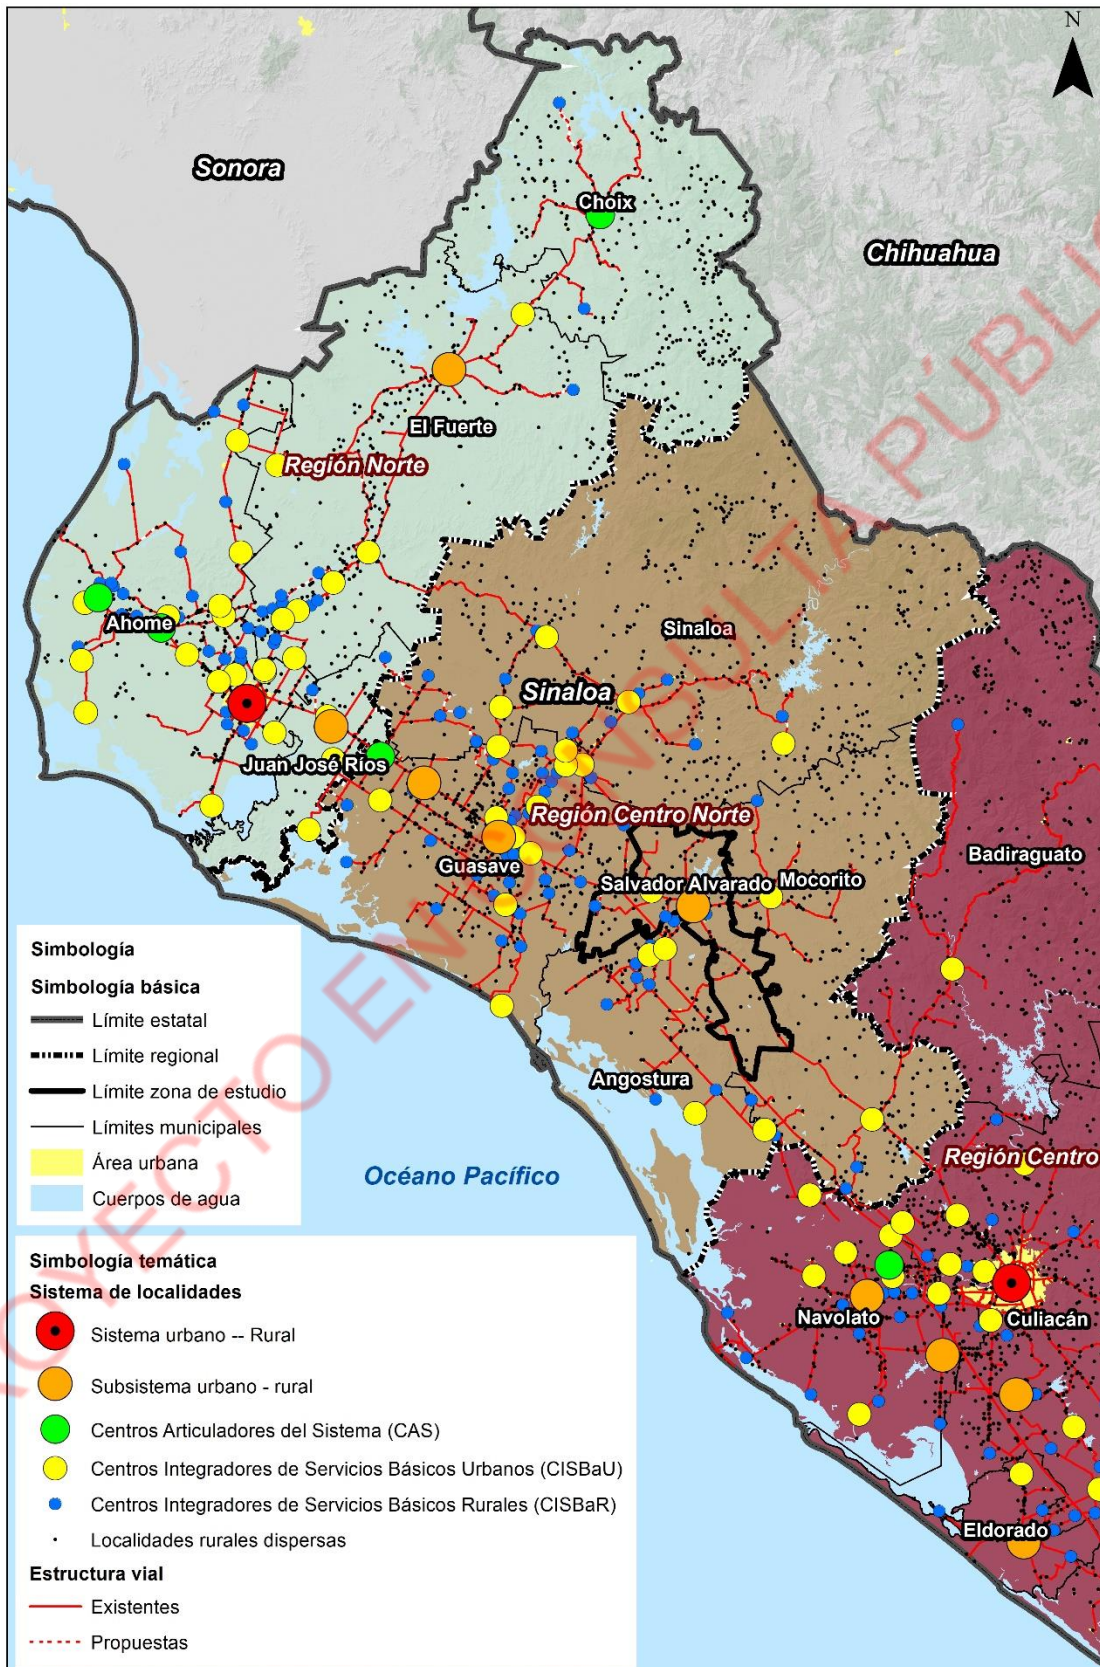 N
Sonora
Choix
Chihuahua
El Fuerte
Región Norte
Ahome
Sinaloa
Sinaloa
Juan José Ríos
Región Centro Norte
Guasave
Salvador Alvarado
Mocorito
Badiraguato
Angostura
Océano Pacífico
Región Centro
Navolato
Culiacán
Eldorado
Simbología
Simbología básica
Límite estatal
Límite regional
Límite zona de estudio
Límites municipales
Área urbana
Cuerpos de agua
Simbología temática
Sistema de localidades
Sistema urbano -- Rural
Subsistema urbano - rural
Centros Articuladores del Sistema (CAS)
Centros Integradores de Servicios Básicos Urbanos (CISBaU)
Centros Integradores de Servicios Básicos Rurales (CISBaR)
Localidades rurales dispersas
Estructura vial
Existentes
Propuestas
OYECTO EN CONSULTA PÚBLIC